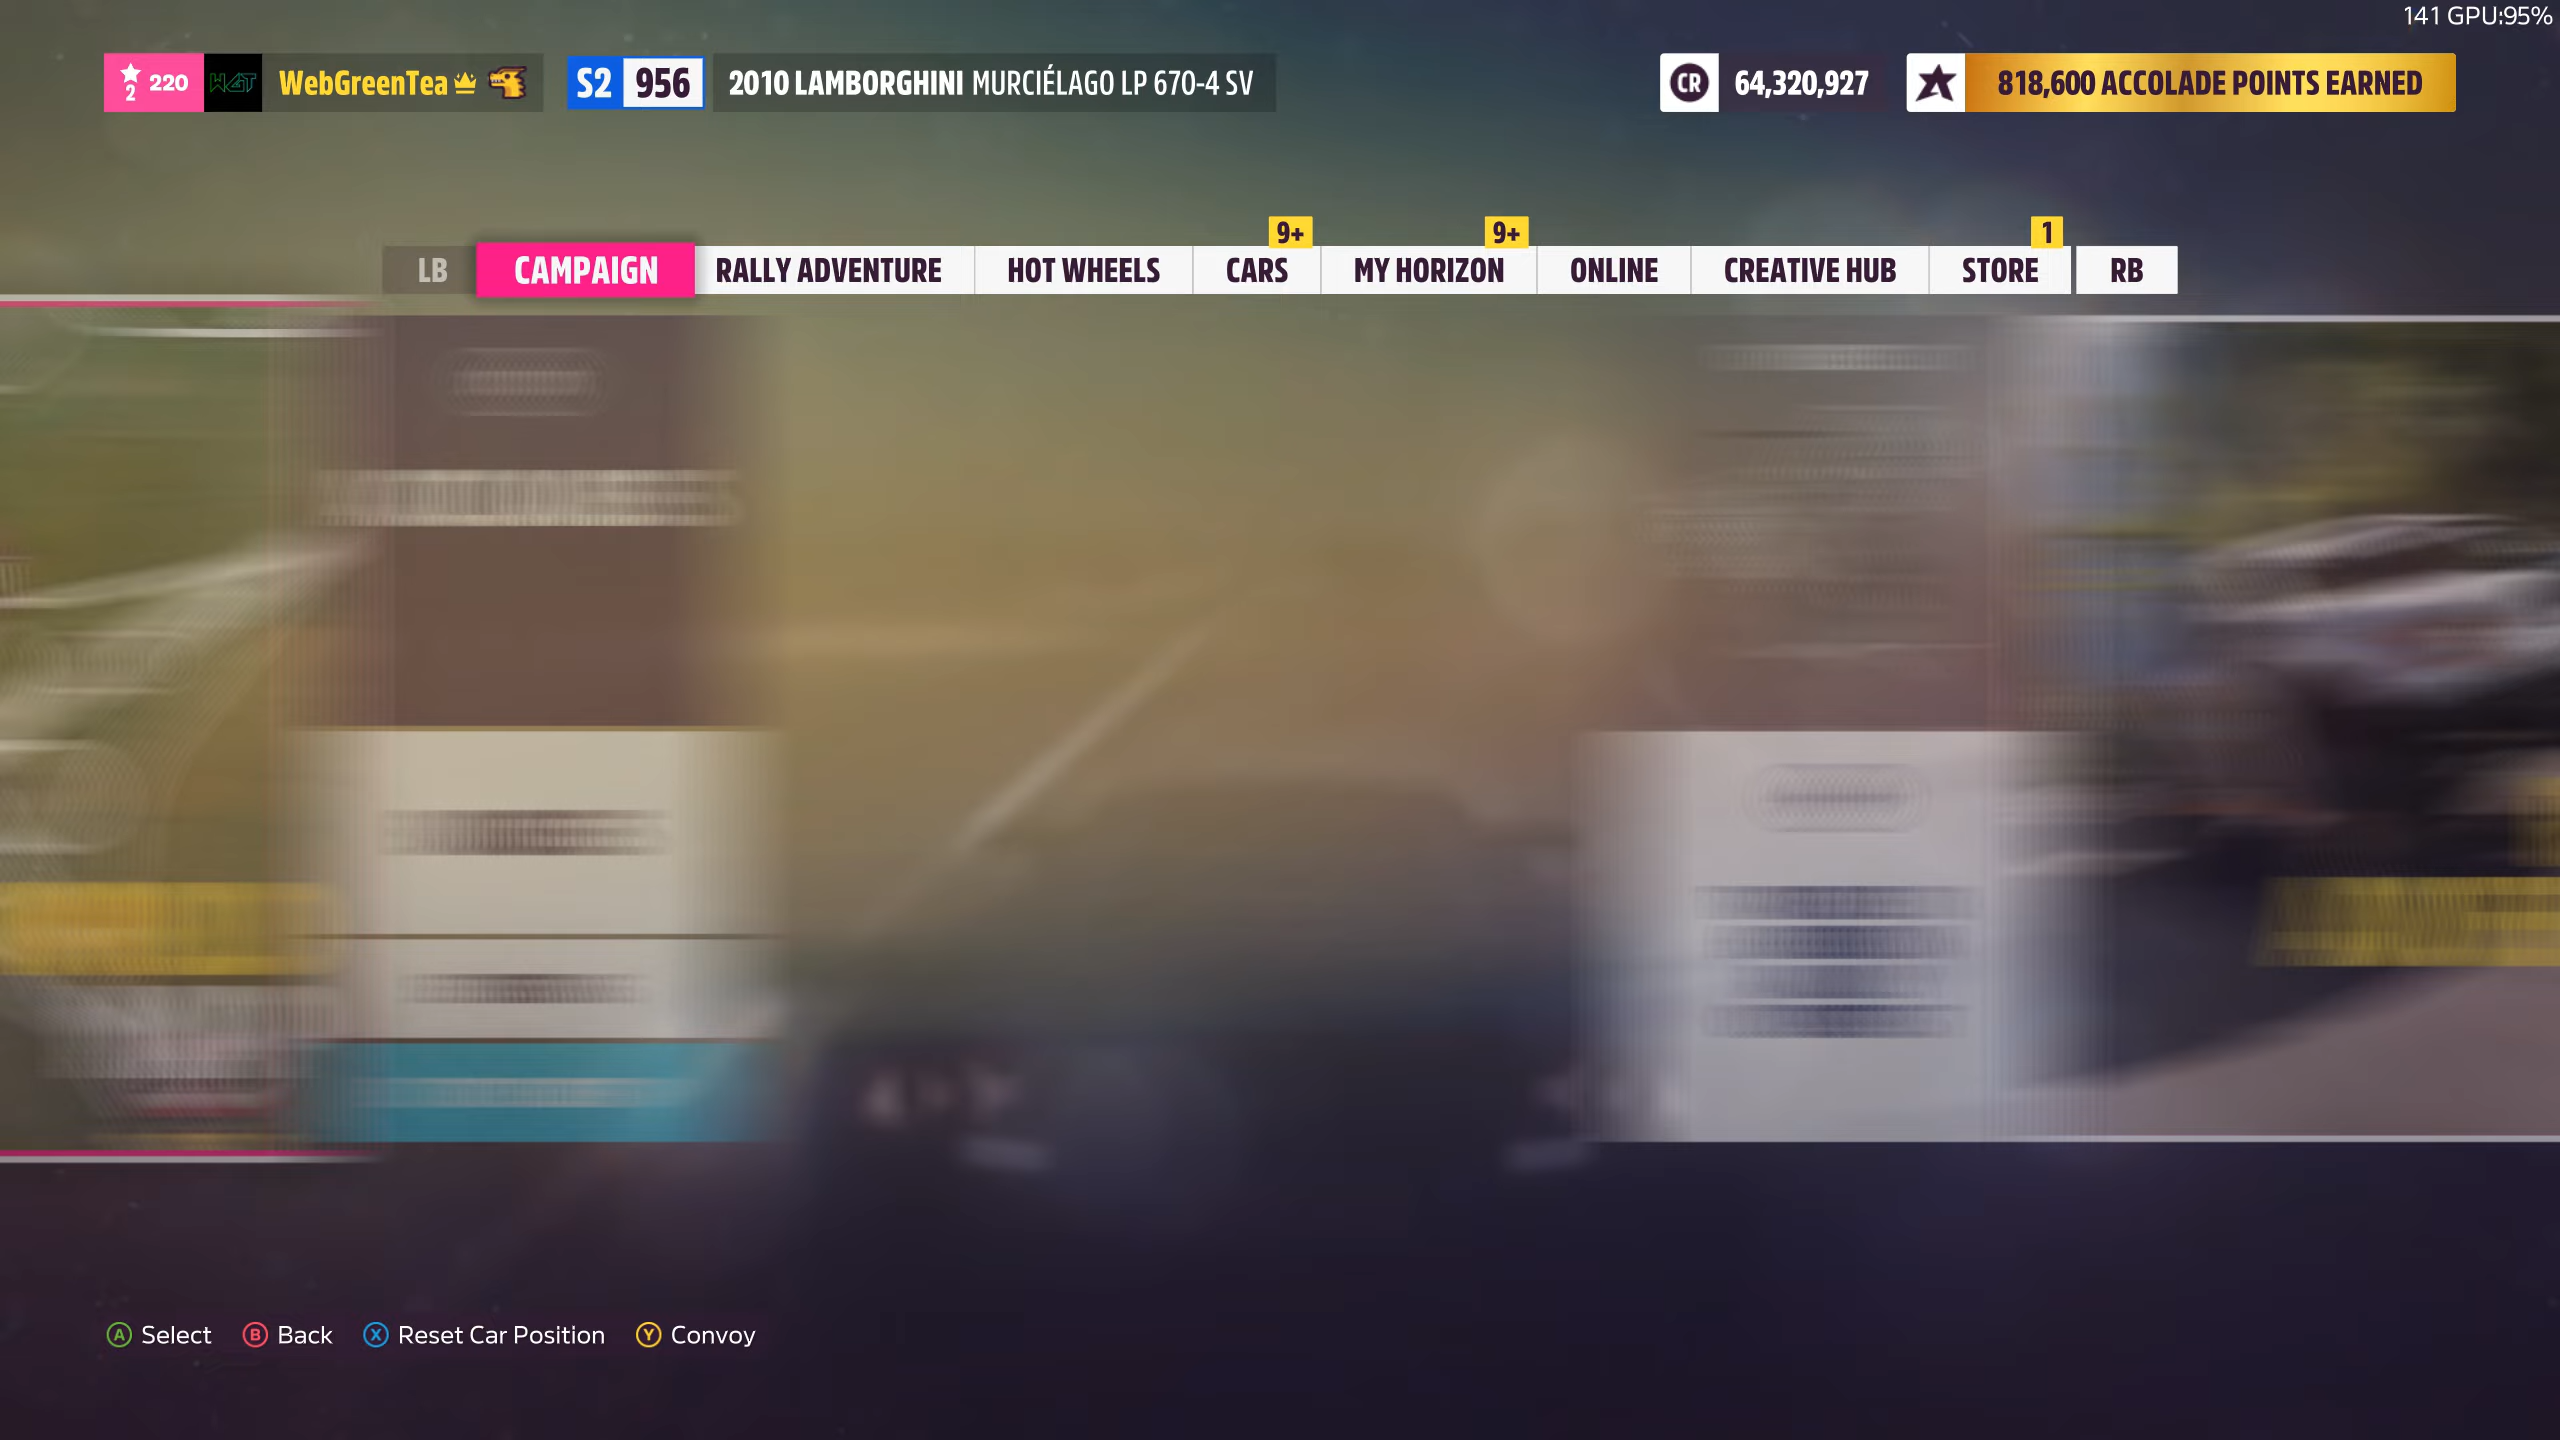 141 GPU:95%
2 220 WGT WebGreenTea S2 956 2010 LAMBORGHINI MURCIÉLAGO LP 670-4 SV CR 64,320,927 A 818,600 ACCOLADE POINTS EARNED
9+ 9+ 1
LB CAMPAIGN RALLY ADVENTURE HOT WHEELS CARS MY HORIZON ONLINE CREATIVE HUB STORE RB
A Select B Back X Reset Car Position Y Convoy